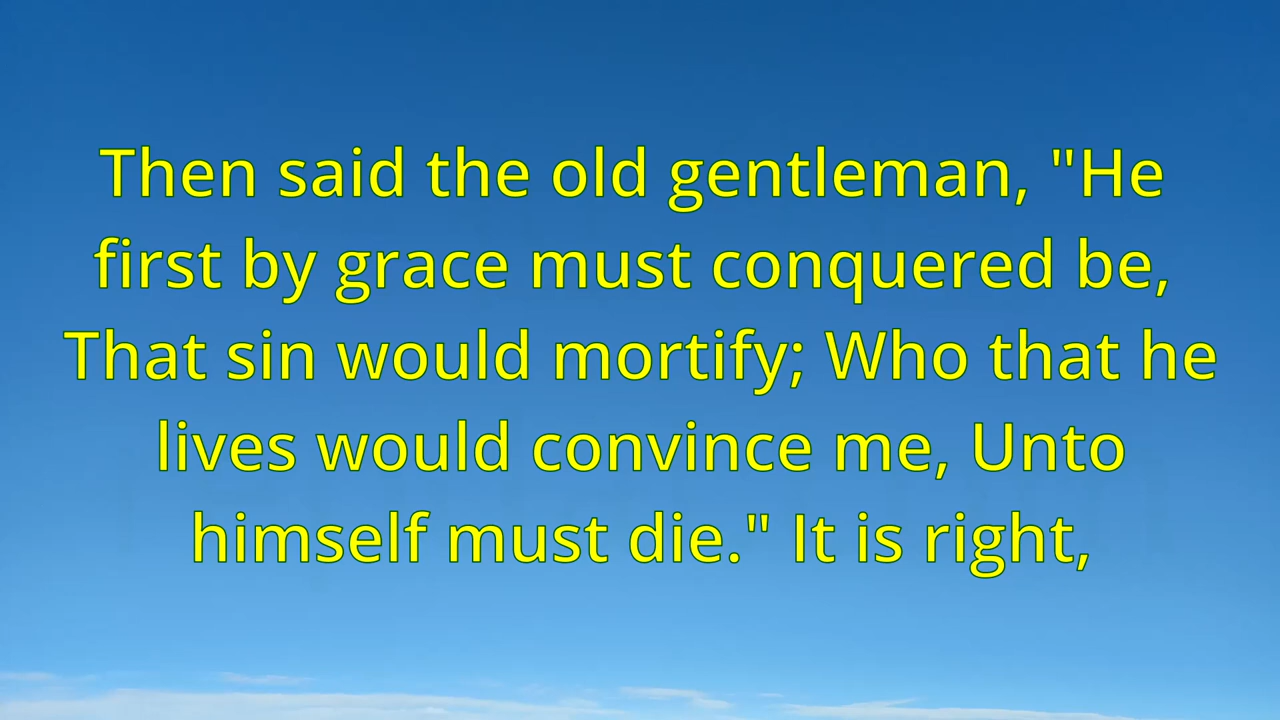 Then said the old gentleman, "He
first by grace must conquered be,
That sin would mortify; Who that he
lives would convince me, Unto
himself must die." It is right,